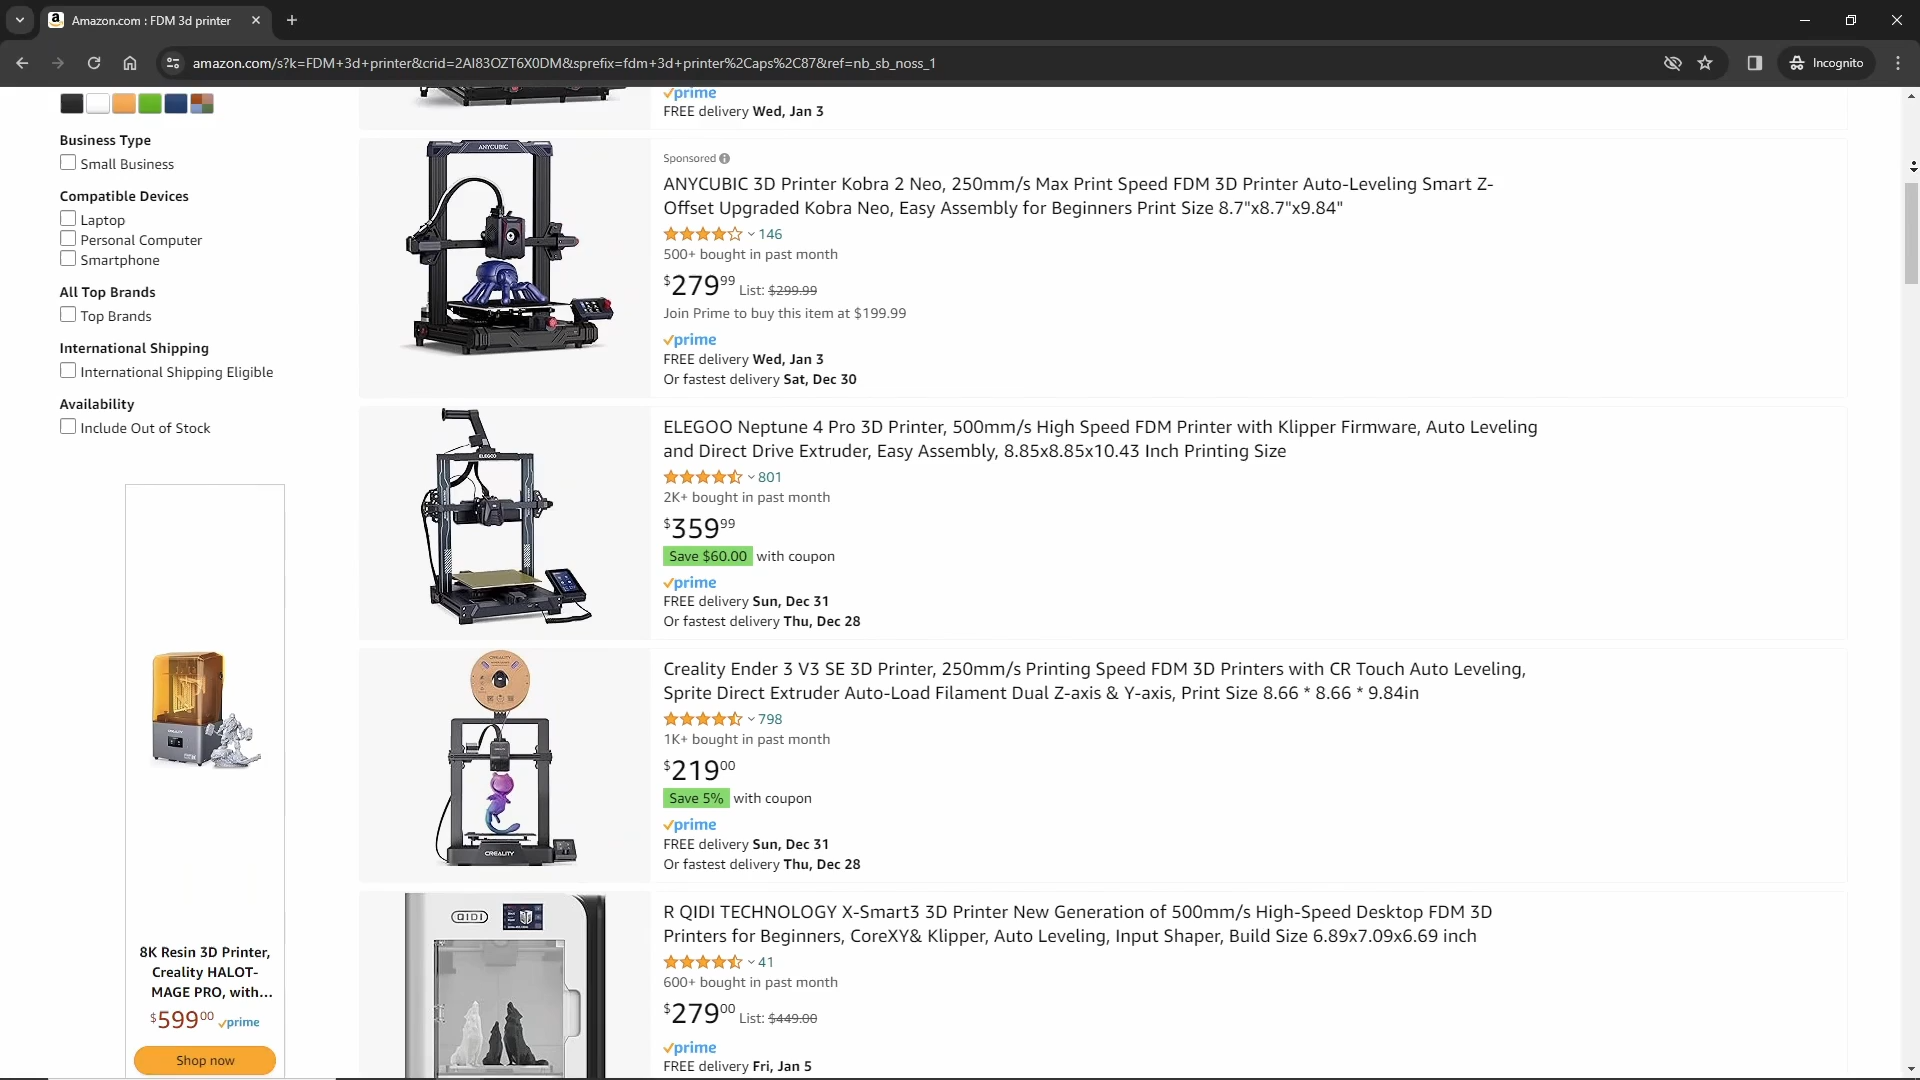 Amazon.com : FDM 3d printer
amazon.com/s?k=FDM+3d+printer&crid=2AI83OZT6X0DM&sprefix=fdm+3d+printer%2Caps%2C87&ref=nb_sb_noss_1
Incognito
Business Type
Small Business
Compatible Devices
Laptop
Personal Computer
Smartphone
All Top Brands
Top Brands
International Shipping
International Shipping Eligible
Availability
Include Out of Stock
8K Resin 3D Printer,
Creality HALOT-
MAGE PRO, with...
$599.00 prime
Shop now
prime
FREE delivery Wed, Jan 3
ANYCUBIC
Sponsored
ANYCUBIC 3D Printer Kobra 2 Neo, 250mm/s Max Print Speed FDM 3D Printer Auto-Leveling Smart Z-
Offset Upgraded Kobra Neo, Easy Assembly for Beginners Print Size 8.7"x8.7"x9.84"
146
500+ bought in past month
$279.99 List: $299.99
Join Prime to buy this item at $199.99
prime
FREE delivery Wed, Jan 3
Or fastest delivery Sat, Dec 30
ELEGOO
ELEGOO Neptune 4 Pro 3D Printer, 500mm/s High Speed FDM Printer with Klipper Firmware, Auto Leveling
and Direct Drive Extruder, Easy Assembly, 8.85x8.85x10.43 Inch Printing Size
801
2K+ bought in past month
$359.99
Save $60.00 with coupon
prime
FREE delivery Sun, Dec 31
Or fastest delivery Thu, Dec 28
CREALITY
CREALITY
Creality Ender 3 V3 SE 3D Printer, 250mm/s Printing Speed FDM 3D Printers with CR Touch Auto Leveling,
Sprite Direct Extruder Auto-Load Filament Dual Z-axis & Y-axis, Print Size 8.66 * 8.66 * 9.84in
798
1K+ bought in past month
$219.00
Save 5% with coupon
prime
FREE delivery Sun, Dec 31
Or fastest delivery Thu, Dec 28
QIDI
R QIDI TECHNOLOGY X-Smart3 3D Printer New Generation of 500mm/s High-Speed Desktop FDM 3D
Printers for Beginners, CoreXY& Klipper, Auto Leveling, Input Shaper, Build Size 6.89x7.09x6.69 inch
41
600+ bought in past month
$279.00 List: $449.00
prime
FREE delivery Fri, Jan 5